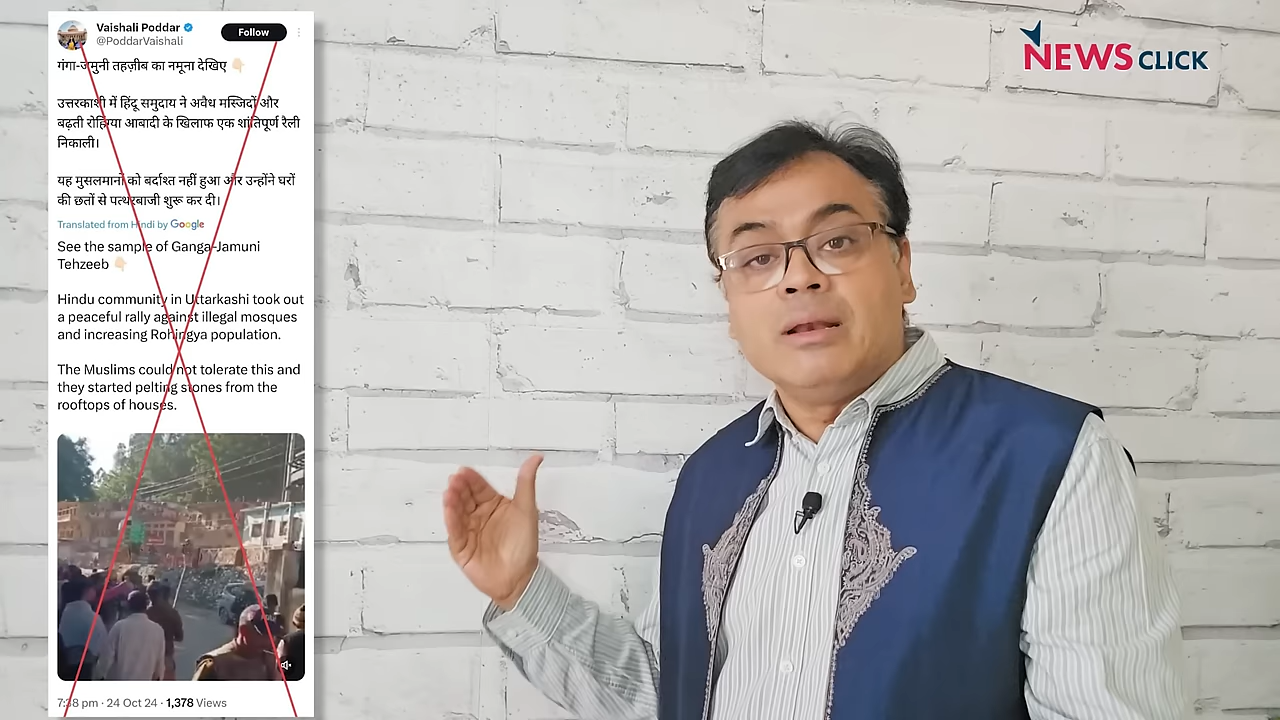 Vaishali Poddar
@PoddarVaishali
Follow
गंगा-जमुनी तहज़ीब का नमूना देखिए
उत्तरकाशी में हिंदू समुदाय ने अवैध मस्जिदों और
बढ़ती रोहिंग्या आबादी के खिलाफ एक शांतिपूर्ण रैली
निकाली।
यह मुसलमानों को बर्दाश्त नहीं हुआ और उन्होंने घरों
की छतों से पत्थरबाजी शुरू कर दी।
Translated from Hindi by Google
See the sample of Ganga-Jamuni
Tehzeeb
Hindu community in Uttarkashi took out
a peaceful rally against illegal mosques
and increasing Rohingya population.
The Muslims could not tolerate this and
they started pelting stones from the
rooftops of houses.
7:38 pm · 24 Oct 24 · 1,378 Views
NEWS CLICK